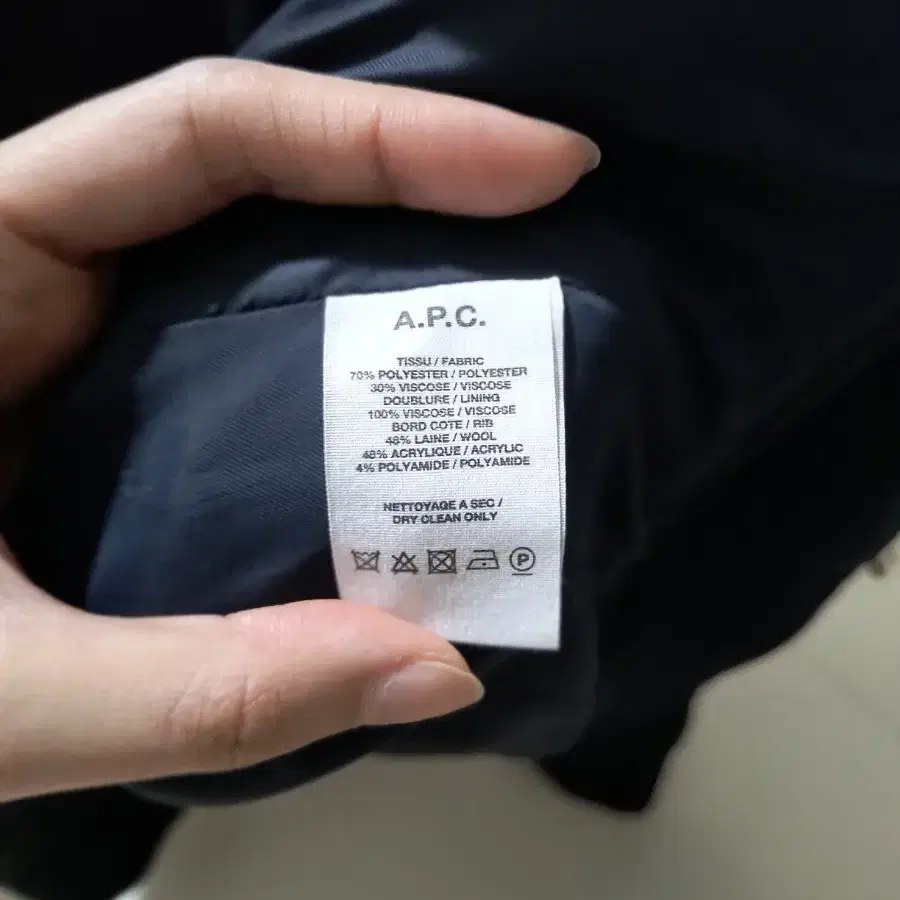 A.P.C.
TISSU / FABRIC
70% POLYESTER / POLYESTER
30% VISCOSE / VISCOSE
DOUBLURE / LINING
100% VISCOSE / VISCOSE
BORD COTE / RIB
48% LAINE / WOOL
48% ACRYLIQUE / ACRYLIC
4% POLYAMIDE / POLYAMIDE
NETTOYAGE A SEC /
DRY CLEAN ONLY
P